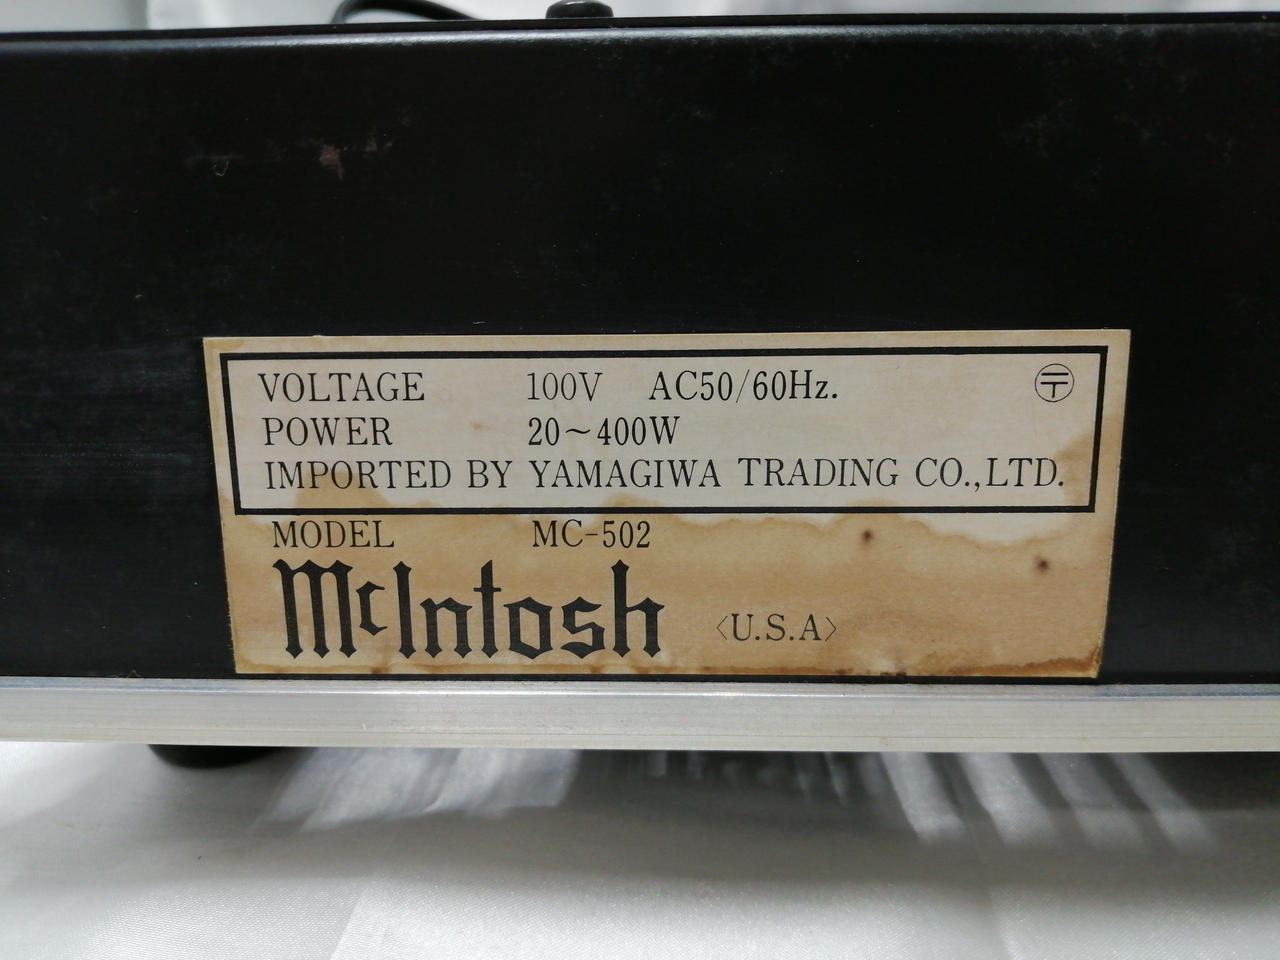 VOLTAGE 100V AC50/60Hz. 〶
POWER 20~400W
IMPORTED BY YAMAGIWA TRADING CO.,LTD.
MODEL MC-502
McIntosh <U.S.A>